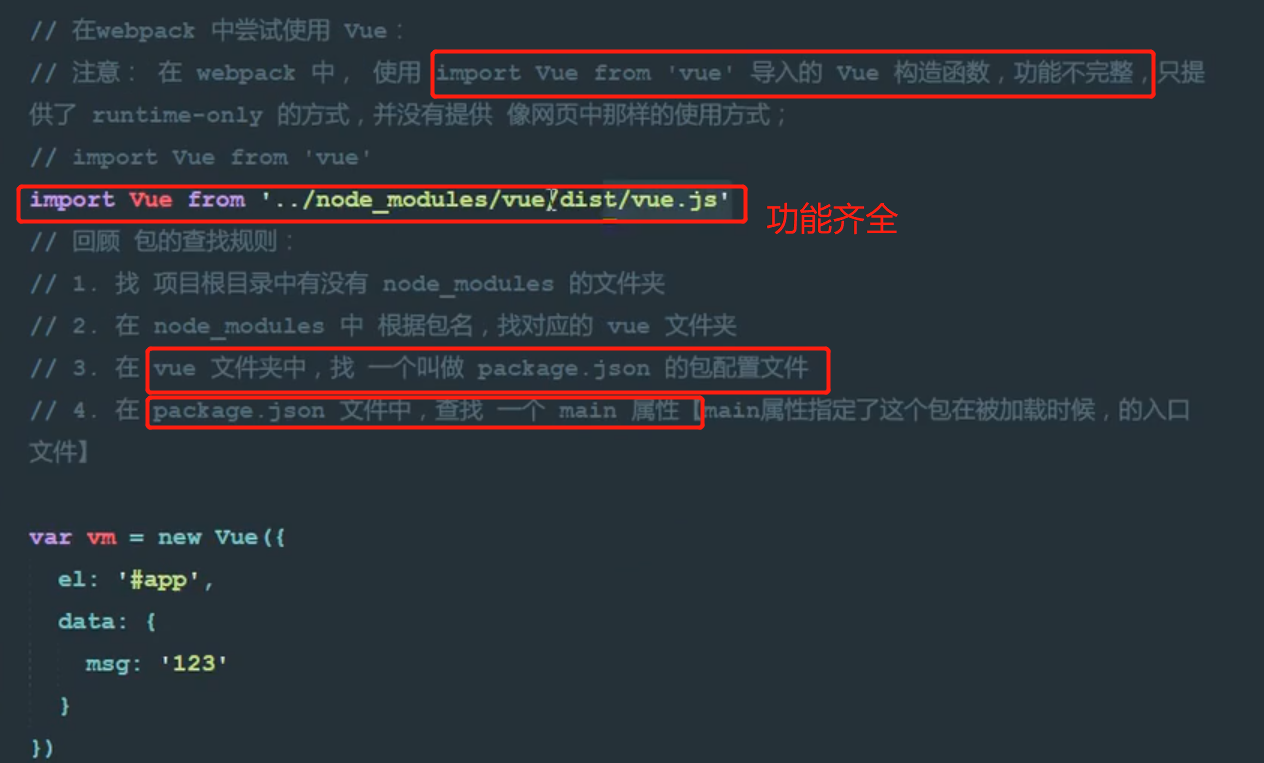 // 在webpack 中尝试使用 Vue：
// 注意： 在 webpack 中， 使用 import Vue from 'vue' 导入的 Vue 构造函数，功能不完整，只提
供了 runtime-only 的方式，并没有提供 像网页中那样的使用方式；
// import Vue from 'vue'
import Vue from '../node_modules/vue/dist/vue.js'
功能齐全
// 回顾 包的查找规则：
// 1. 找 项目根目录中有没有 node_modules 的文件夹
// 2. 在 node_modules 中 根据包名，找对应的 vue 文件夹
// 3. 在 vue 文件夹中，找 一个叫做 package.json 的包配置文件
// 4. 在 package.json 文件中，查找 一个 main 属性【main属性指定了这个包在被加载时候，的入口
文件】
var vm = new Vue({
el: '#app',
data: {
msg: '123'
}
})